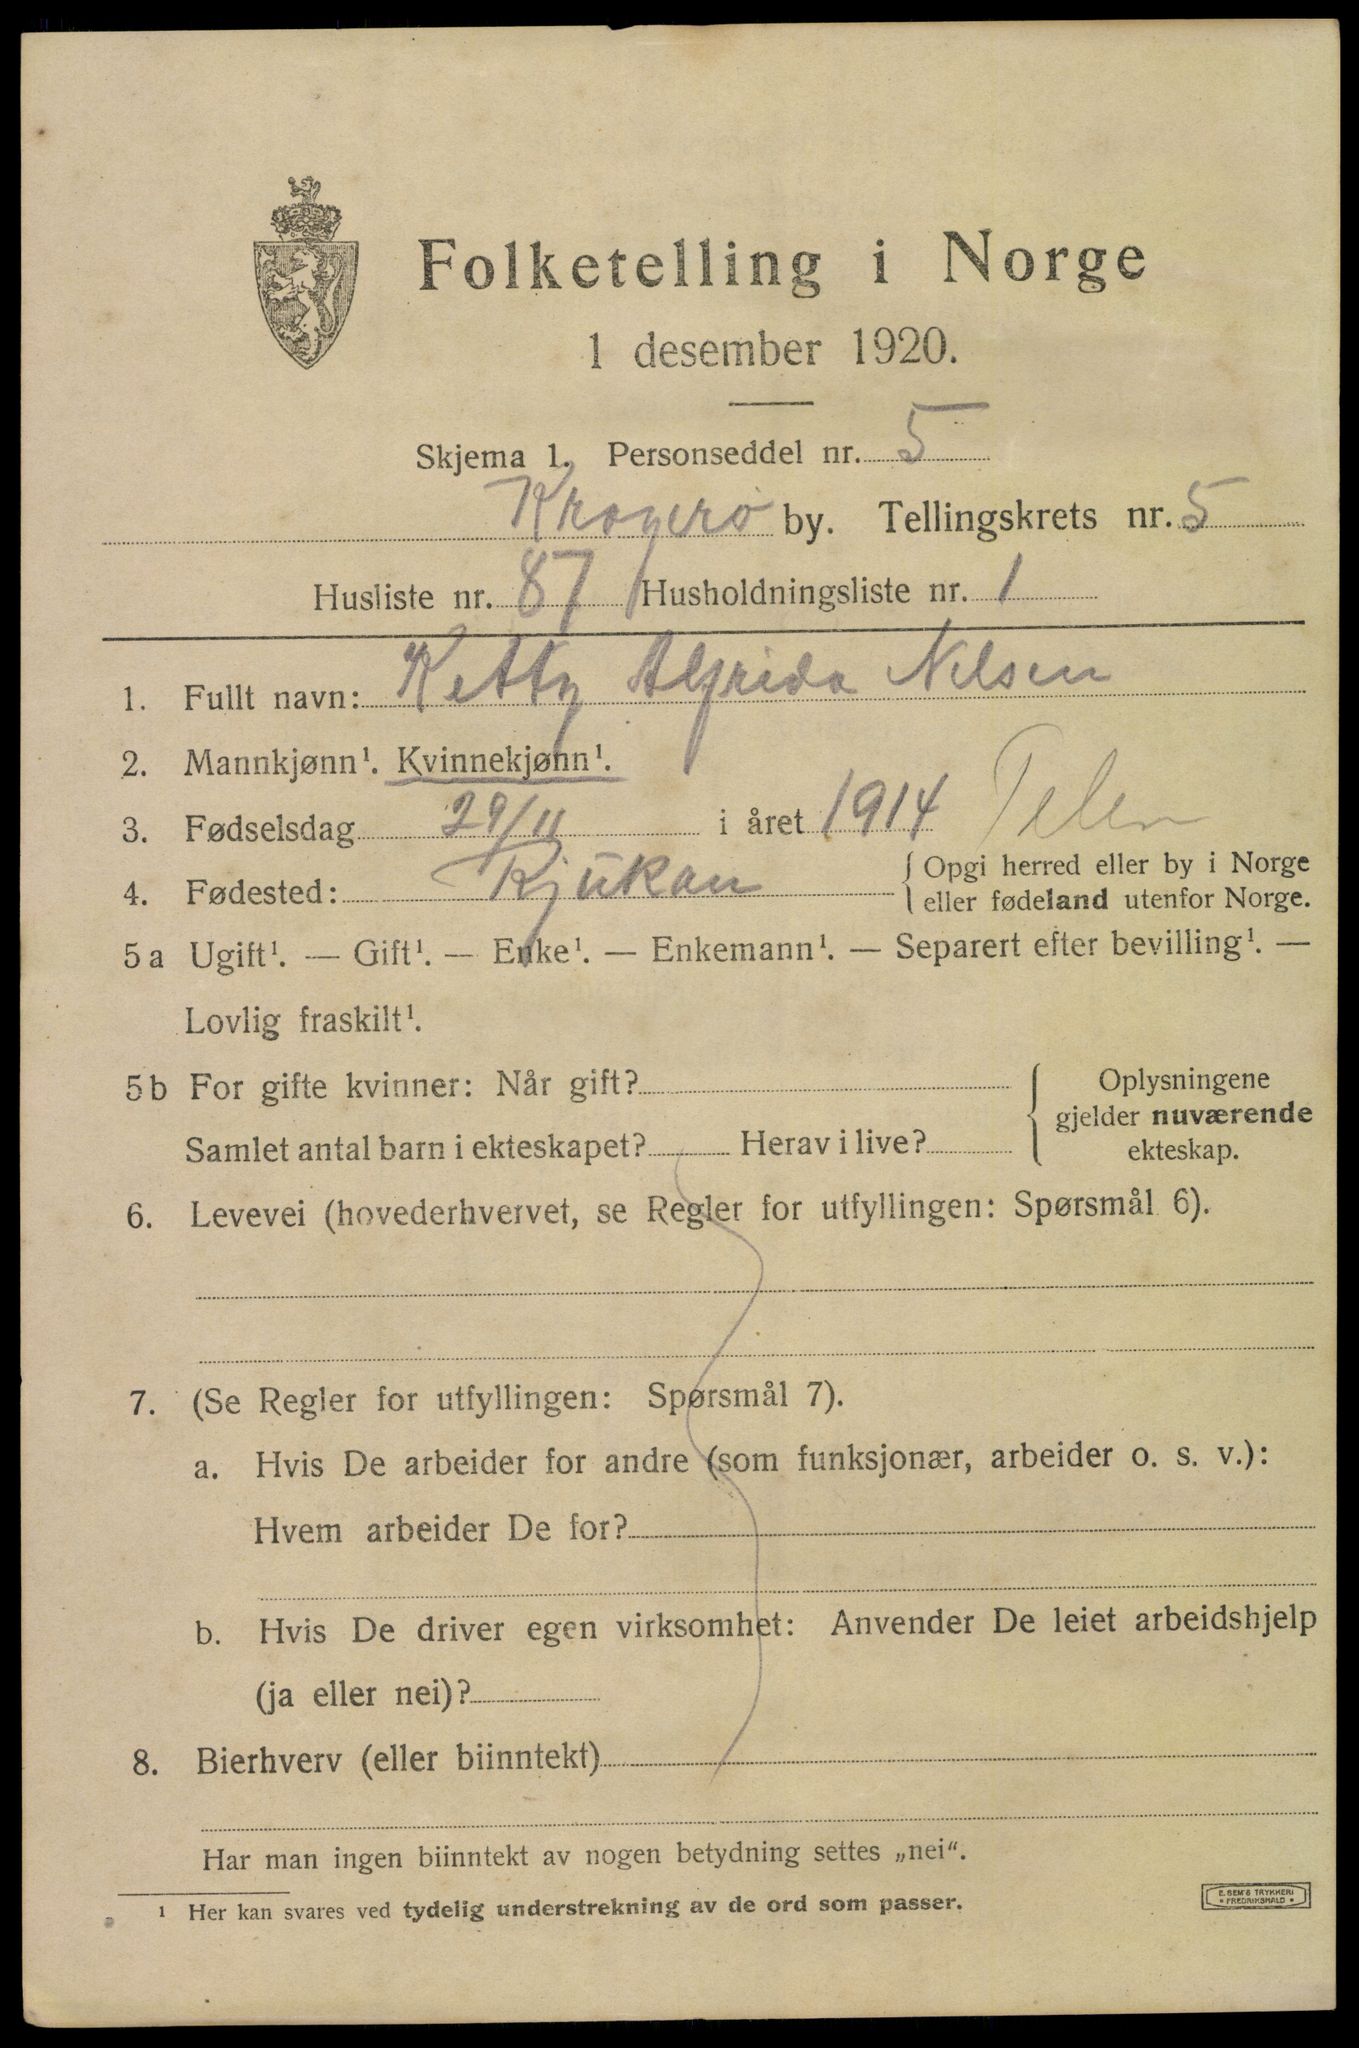 Folketelling i Norge
1 desember 1920.
Skjema 1. Personseddel nr. 5
Kragerø by. Tellingskrets nr. 5
Husliste nr. 87 Husholdningsliste nr. 1
1. Fullt navn: Ketty Alfrida Nilsen
2. Mannkjønn¹. Kvinnekjønn¹.
3. Fødselsdag 29/11 i året 1914 Telem
4. Fødested: Rjukan { Opgi herred eller by i Norge
eller fødeland utenfor Norge.
5 a Ugift¹. — Gift¹. — Enke¹. — Enkemann¹. — Separert efter bevilling¹. —
Lovlig fraskilt¹.
5 b For gifte kvinner: Når gift?
Samlet antal barn i ekteskapet? Herav i live?
{ Oplysningene
gjelder nuværende
ekteskap.
6. Levevei (hovederhvervet, se Regler for utfyllingen: Spørsmål 6).
7. (Se Regler for utfyllingen: Spørsmål 7).
a. Hvis De arbeider for andre (som funksjonær, arbeider o. s. v.):
Hvem arbeider De for?
b. Hvis De driver egen virksomhet: Anvender De leiet arbeidshjelp
(ja eller nei)?
8. Bierhverv (eller biinntekt)
Har man ingen biinntekt av nogen betydning settes „nei“.
¹ Her kan svares ved tydelig understrekning av de ord som passer.
E. SEM'S TRYKKERI
FREDRIKSHALD